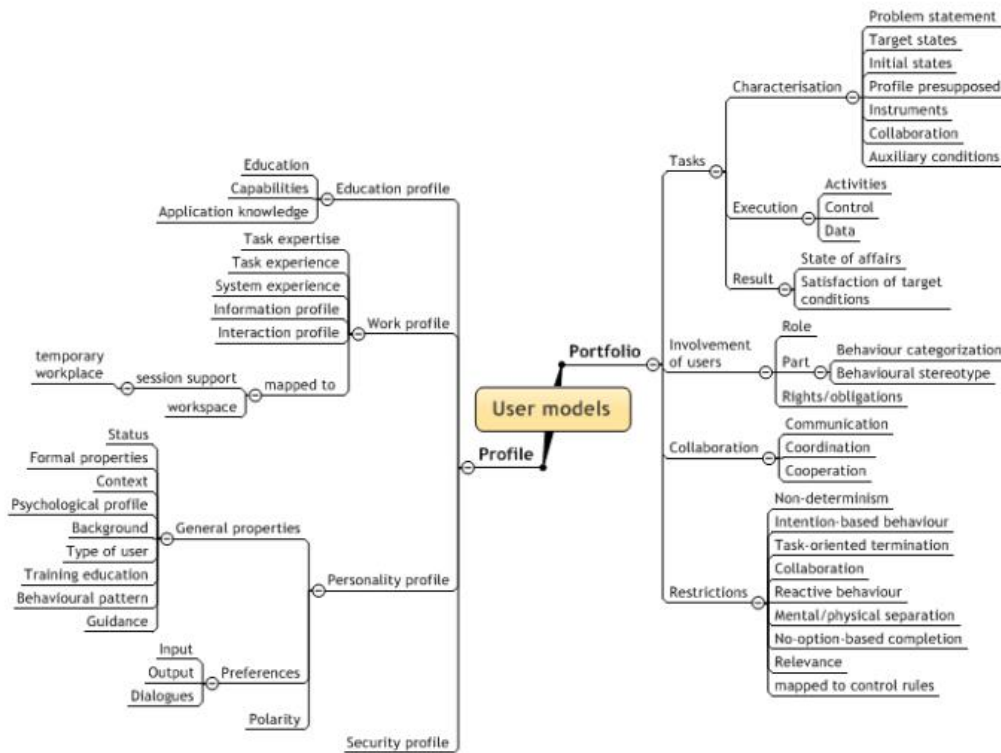 User models
Portfolio
Tasks
Characterisation
Problem statement
Target states
Initial states
Profile presupposed
Instruments
Collaboration
Auxiliary conditions
Execution
Activities
Control
Data
Result
State of affairs
Satisfaction of target
conditions
Involvement
of users
Role
Part
Behaviour categorization
Behavioural stereotype
Rights/obligations
Collaboration
Communication
Coordination
Cooperation
Restrictions
Non-determinism
Intention-based behaviour
Task-oriented termination
Collaboration
Reactive behaviour
Mental/physical separation
No-option-based completion
Relevance
mapped to control rules
Profile
Education profile
Education
Capabilities
Application knowledge
Work profile
Task expertise
Task experience
System experience
Information profile
Interaction profile
mapped to
session support
temporary
workplace
workspace
Personality profile
General properties
Status
Formal properties
Context
Psychological profile
Background
Type of user
Training education
Behavioural pattern
Guidance
Preferences
Input
Output
Dialogues
Polarity
Security profile